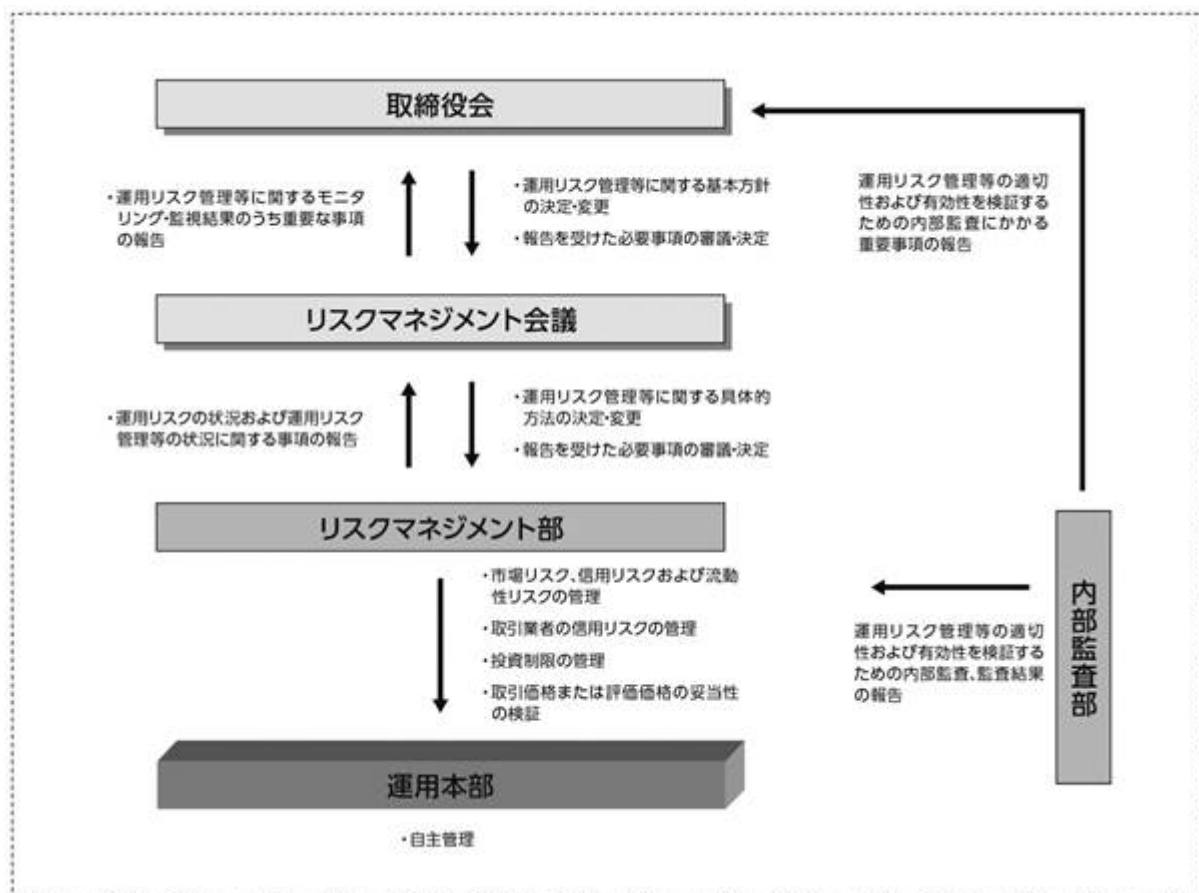 取締役会
・運用リスク管理等に関するモニタ
リング・監視結果のうち重要な事項
の報告
・運用リスク管理等に関する基本方針
の決定・変更
・報告を受けた必要事項の審議・決定
運用リスク管理等の適切
性および有効性を検証する
ための内部監査にかかる
重要事項の報告
リスクマネジメント会議
・運用リスクの状況および運用リスク
管理等の状況に関する事項の報告
・運用リスク管理等に関する具体的
方法の決定・変更
・報告を受けた必要事項の審議・決定
リスクマネジメント部
・市場リスク、信用リスクおよび流動
性リスクの管理
・取引業者の信用リスクの管理
・投資制限の管理
・取引価格または評価価格の妥当性
の検証
運用リスク管理等の適切
性および有効性を検証する
ための内部監査、監査結果
の報告
内部監査部
運用本部
・自主管理